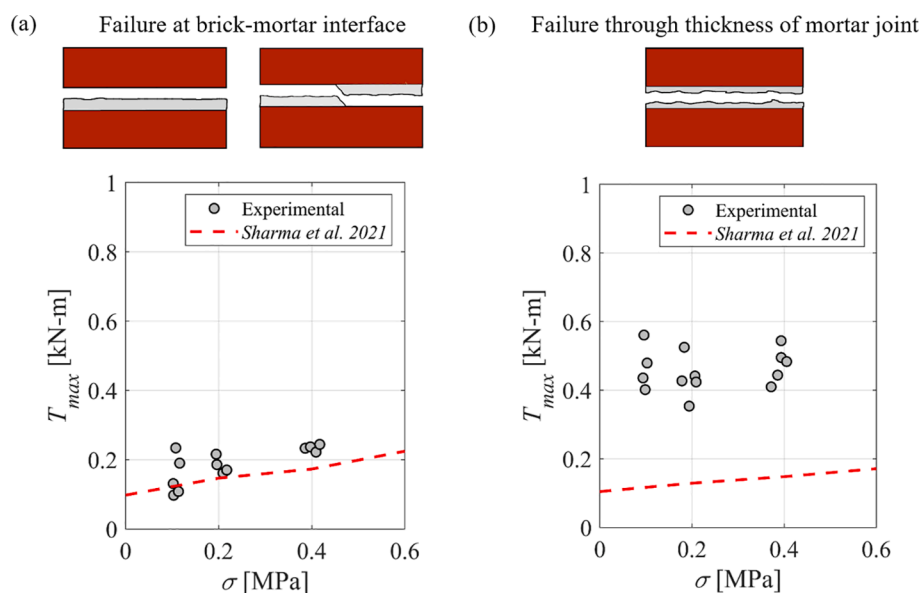 (a) Failure at brick-mortar interface
1
0.8
0.6
0.4
0.2
0
T_max [kN-m]
Experimental
Sharma et al. 2021
0 0.2 0.4 0.6
σ [MPa]
(b) Failure through thickness of mortar joint
1
0.8
0.6
0.4
0.2
0
T_max [kN-m]
Experimental
Sharma et al. 2021
0 0.2 0.4 0.6
σ [MPa]